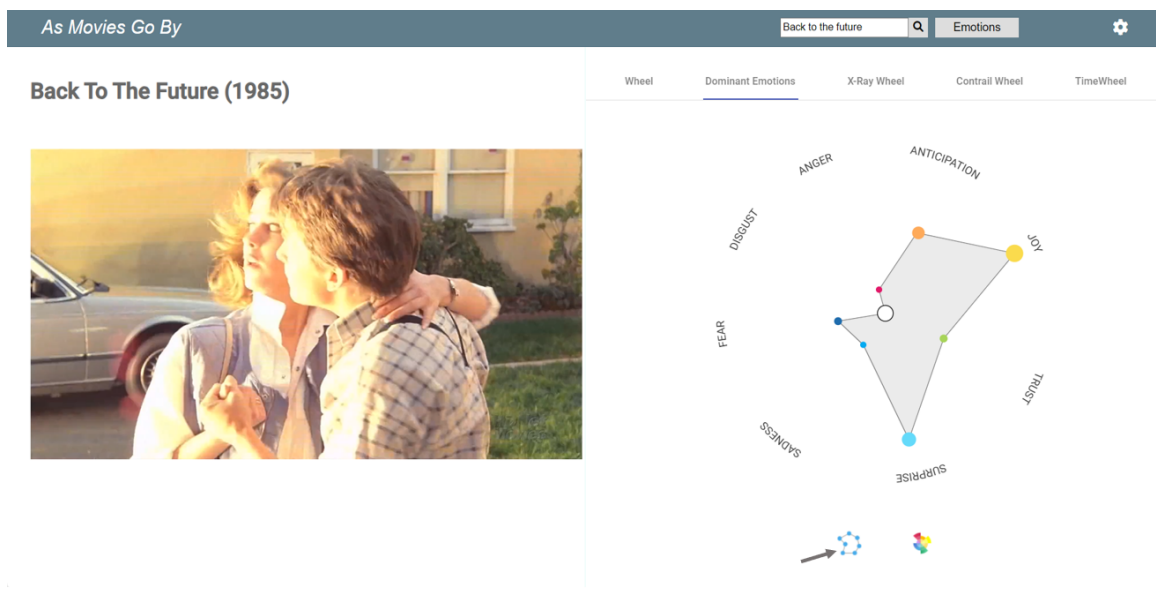 As Movies Go By
Back to the future
Emotions
Back To The Future (1985)
Wheel
Dominant Emotions
X-Ray Wheel
Contrail Wheel
TimeWheel
ANGER
ANTICIPATION
DISGUST
JOY
FEAR
TRUST
SADNESS
SURPRISE